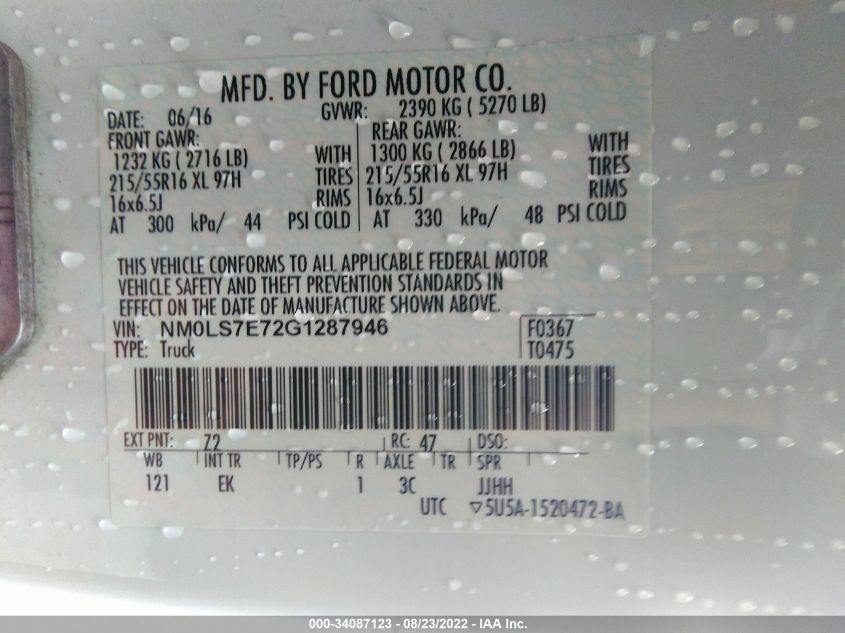 MFD. BY FORD MOTOR CO.
DATE: 06/16 GVWR: 2390 KG ( 5270 LB)
FRONT GAWR: REAR GAWR:
1232 KG ( 2716 LB) WITH 1300 KG ( 2866 LB) WITH
215/55R16 XL 97H TIRES 215/55R16 XL 97H TIRES
16x6.5J RIMS 16x6.5J RIMS
AT 300 kPa/ 44 PSI COLD AT 330 kPa/ 48 PSI COLD
THIS VEHICLE CONFORMS TO ALL APPLICABLE FEDERAL MOTOR
VEHICLE SAFETY AND THEFT PREVENTION STANDARDS IN
EFFECT ON THE DATE OF MANUFACTURE SHOWN ABOVE.
VIN: NM0LS7E72G1287946 F0367
TYPE: Truck T0475
EXT PNT: Z2 RC: 47 DSO:
WB INT TR TP/PS R AXLE TR SPR
121 EK 1 3C JJHH
UTC ▽5U5A-1520472-BA
000-34087123 - 08/23/2022 - IAA Inc.